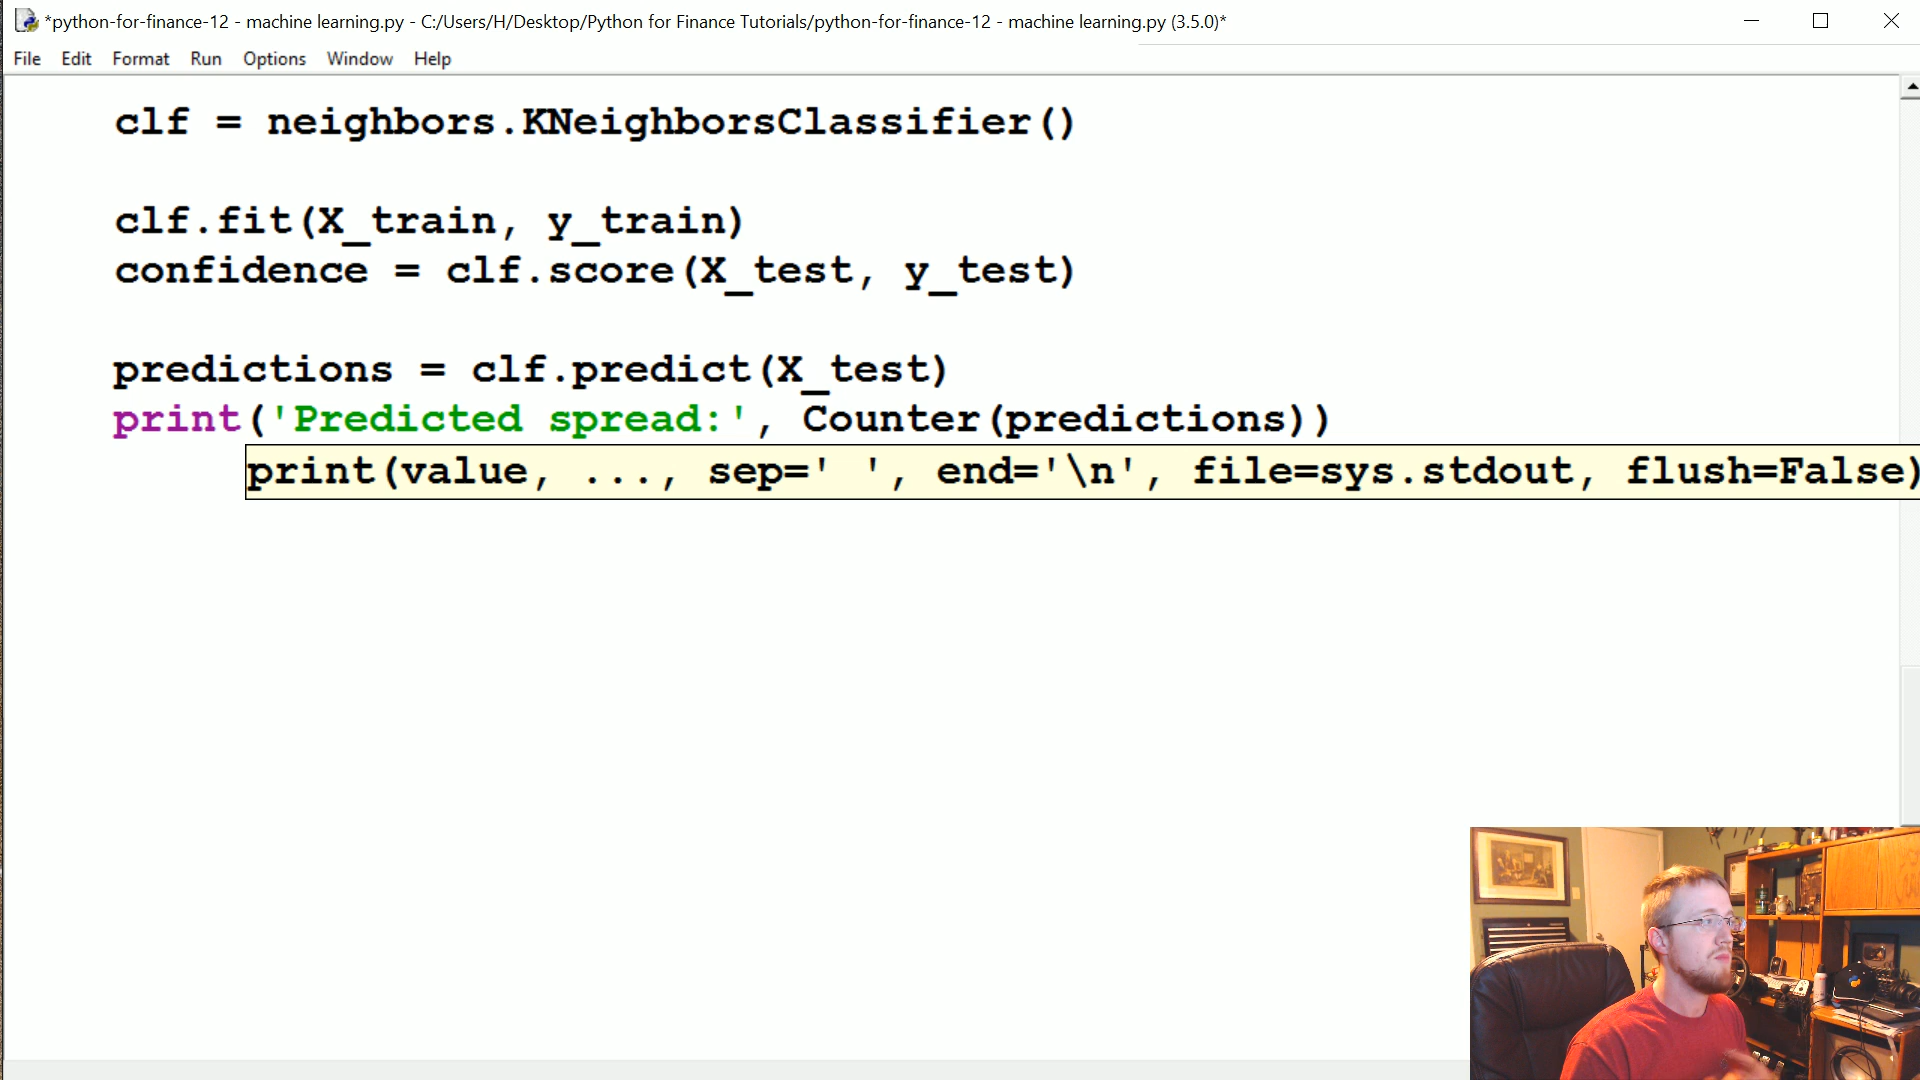 *python-for-finance-12 - machine learning.py - C:/Users/H/Desktop/Python for Finance Tutorials/python-for-finance-12 - machine learning.py (3.5.0)*
File Edit Format Run Options Window Help
clf = neighbors.KNeighborsClassifier()
clf.fit(X_train, y_train)
confidence = clf.score(X_test, y_test)
predictions = clf.predict(X_test)
print('Predicted spread:', Counter(predictions))
print(value, ..., sep=' ', end='\n', file=sys.stdout, flush=False)